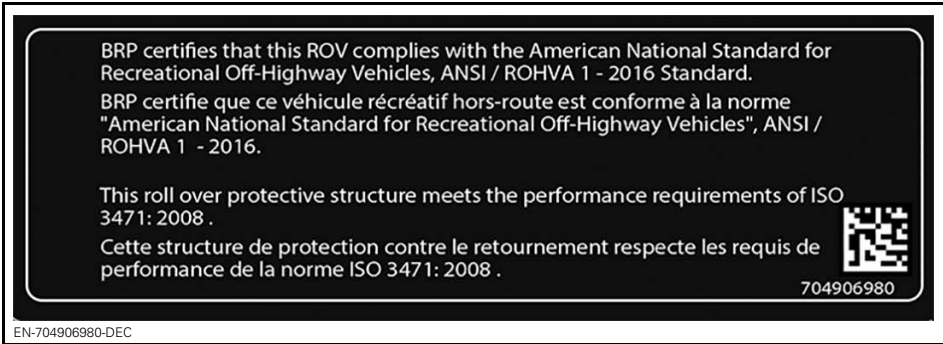 BRP certifies that this ROV complies with the American National Standard for
Recreational Off-Highway Vehicles, ANSI / ROHVA 1 - 2016 Standard.
BRP certifie que ce véhicule récréatif hors-route est conforme à la norme
"American National Standard for Recreational Off-Highway Vehicles", ANSI /
ROHVA 1 - 2016.
This roll over protective structure meets the performance requirements of ISO
3471: 2008 .
Cette structure de protection contre le retournement respecte les requis de
performance de la norme ISO 3471: 2008 .
704906980
EN-704906980-DEC